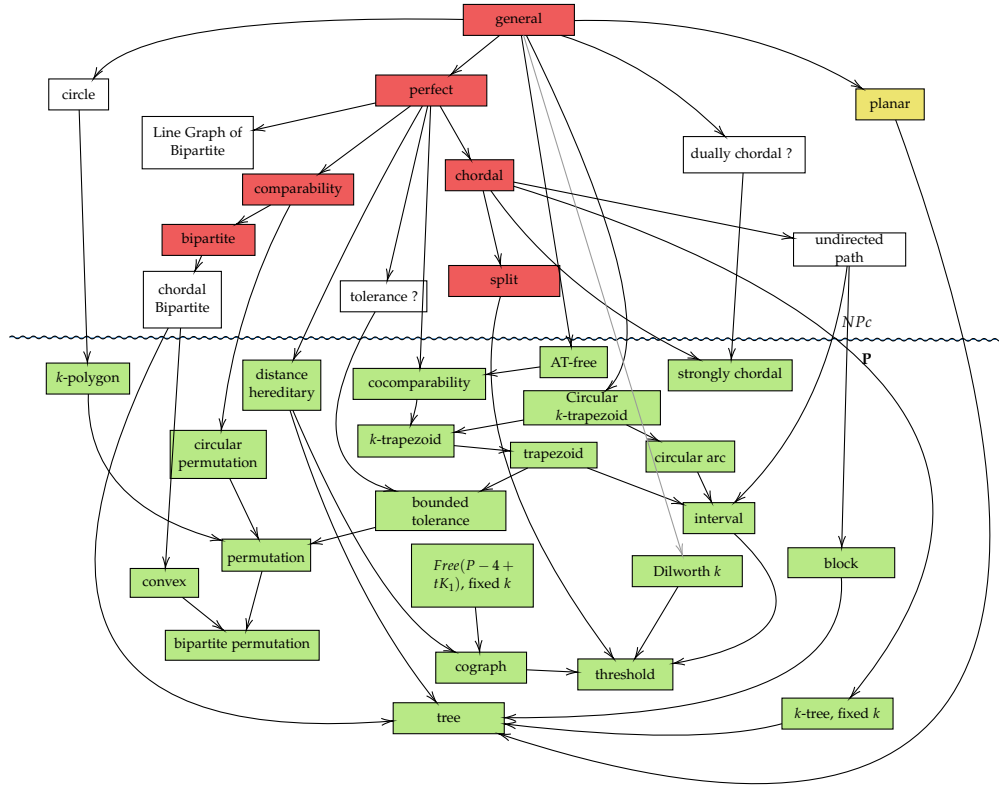 general
circle
perfect
planar
Line Graph of
Bipartite
dually chordal ?
comparability
chordal
bipartite
undirected
path
chordal
Bipartite
tolerance ?
split
NPc
P
k-polygon
distance
hereditary
cocomparability
AT-free
strongly chordal
Circular
k-trapezoid
circular
permutation
k-trapezoid
trapezoid
circular arc
bounded
tolerance
interval
permutation
convex
Free(P − 4 +
tK₁), fixed k
Dilworth k
block
bipartite permutation
cograph
threshold
tree
k-tree, fixed k